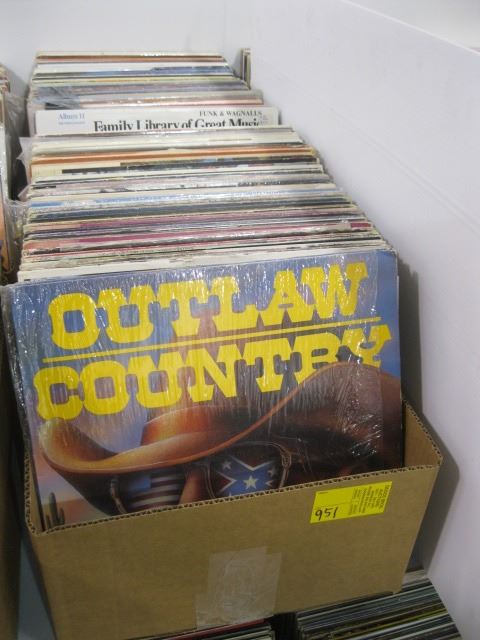 Album 11
FUNK & WAGNALLS
Family Library of Great Music
OUTLAW
COUNTRY
951